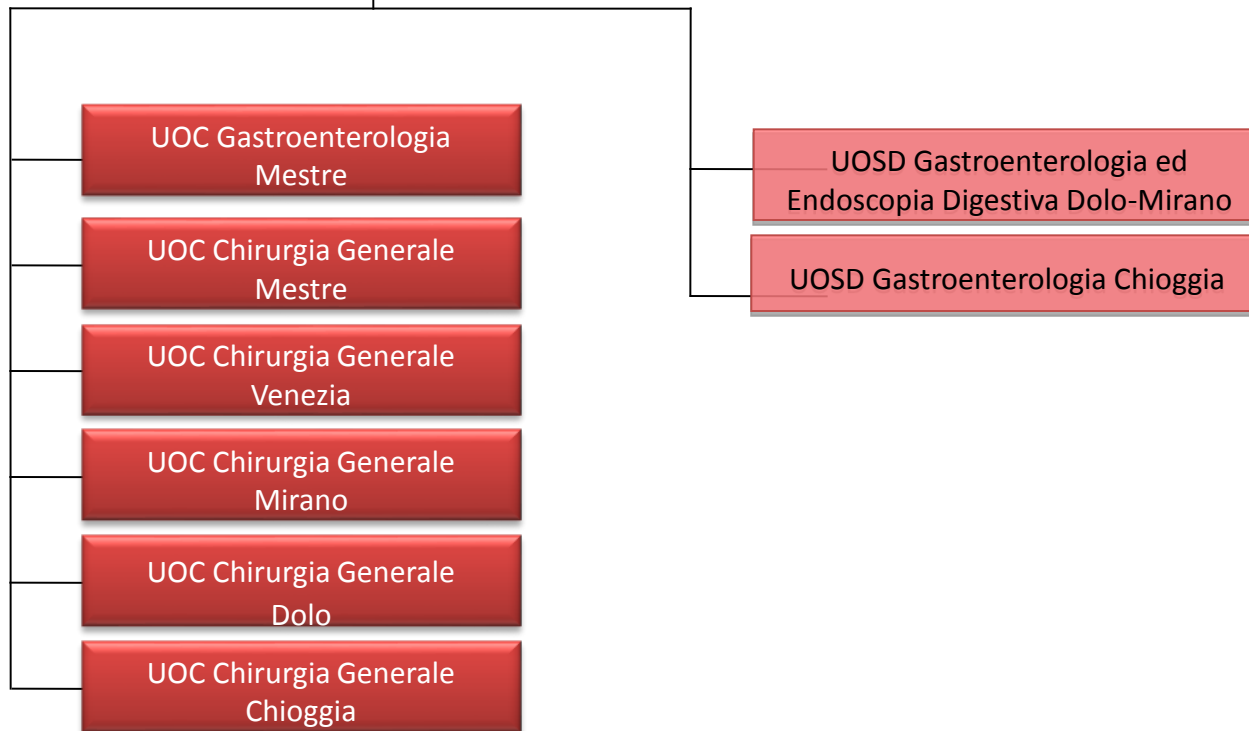 UOC Gastroenterologia
Mestre
UOC Chirurgia Generale
Mestre
UOC Chirurgia Generale
Venezia
UOC Chirurgia Generale
Mirano
UOC Chirurgia Generale
Dolo
UOC Chirurgia Generale
Chioggia
UOSD Gastroenterologia ed
Endoscopia Digestiva Dolo-Mirano
UOSD Gastroenterologia Chioggia